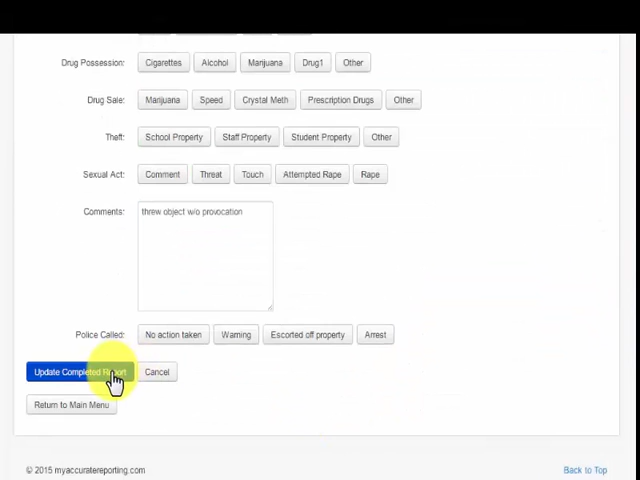 Drug Possession: Cigarettes Alcohol Marijuana Drug1 Other
Drug Sale: Marijuana Speed Crystal Meth Prescription Drugs Other
Theft: School Property Staff Property Student Property Other
Sexual Act: Comment Threat Touch Attempted Rape Rape
Comments: threw object w/o provocation
Police Called: No action taken Warning Escorted off property Arrest
Update Completed Report Cancel
Return to Main Menu
© 2015 myaccuratereporting.com Back to Top